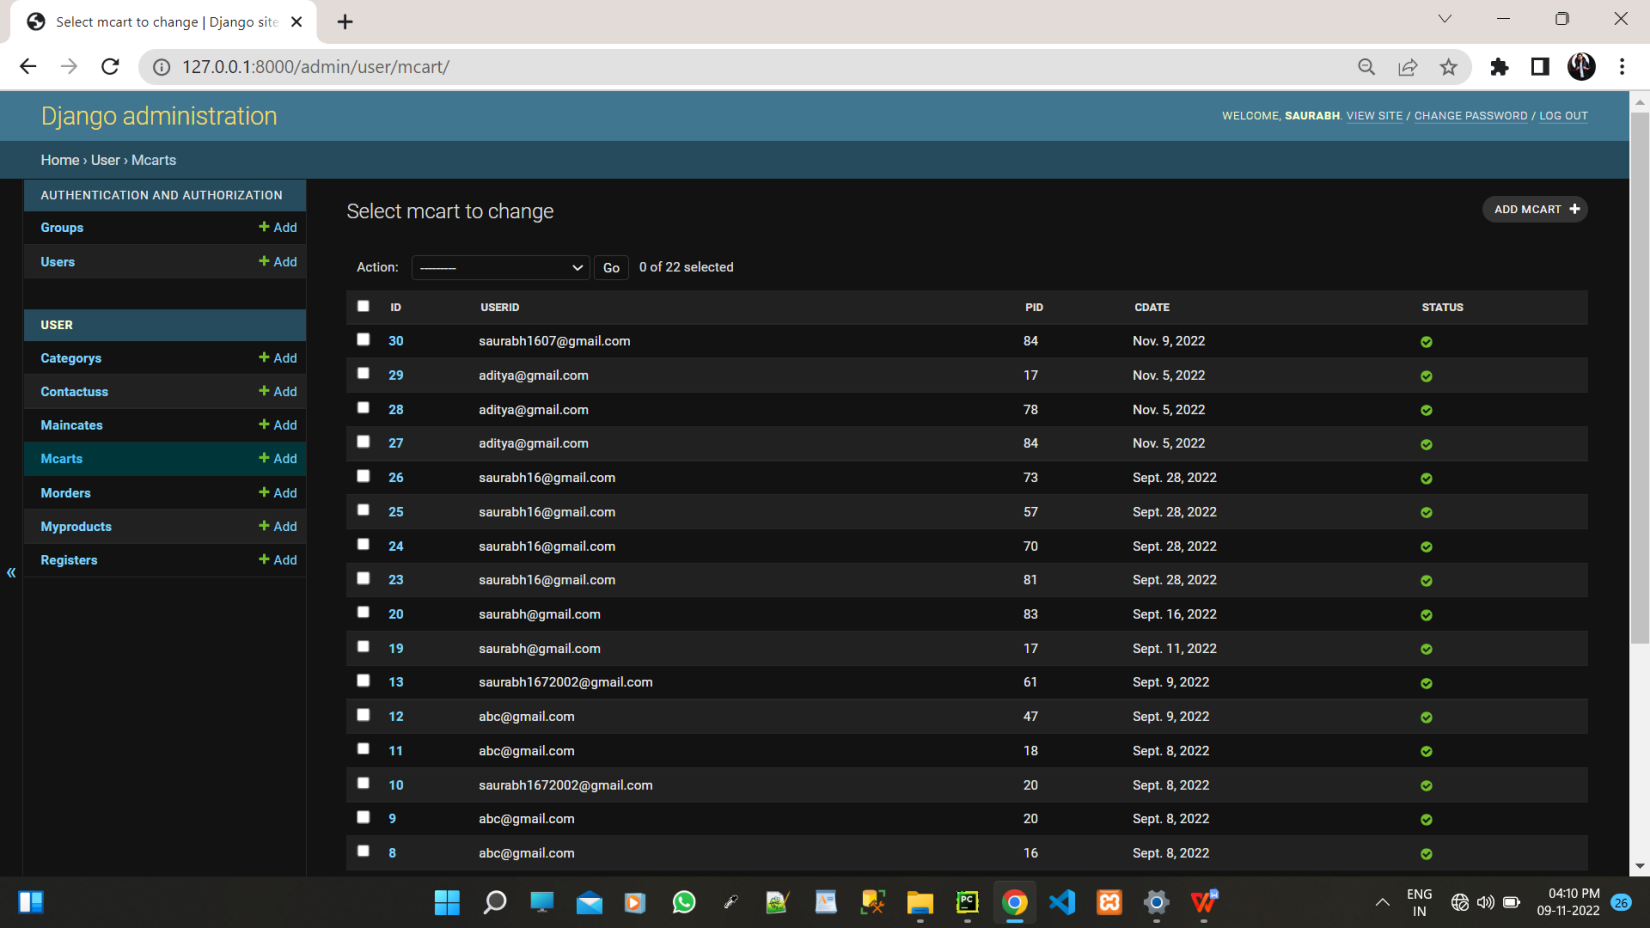 Select mcart to change | Django site
127.0.0.1:8000/admin/user/mcart/
Django administration
WELCOME, SAURABH. VIEW SITE / CHANGE PASSWORD / LOG OUT
Home › User › Mcarts
AUTHENTICATION AND AUTHORIZATION
Groups + Add
Users + Add
USER
Categorys + Add
Contactuss + Add
Maincates + Add
Mcarts + Add
Morders + Add
Myproducts + Add
Registers + Add
«
Select mcart to change
ADD MCART +
Action: --------- Go 0 of 22 selected
ID USERID PID CDATE STATUS
30 saurabh1607@gmail.com 84 Nov. 9, 2022
29 aditya@gmail.com 17 Nov. 5, 2022
28 aditya@gmail.com 78 Nov. 5, 2022
27 aditya@gmail.com 84 Nov. 5, 2022
26 saurabh16@gmail.com 73 Sept. 28, 2022
25 saurabh16@gmail.com 57 Sept. 28, 2022
24 saurabh16@gmail.com 70 Sept. 28, 2022
23 saurabh16@gmail.com 81 Sept. 28, 2022
20 saurabh@gmail.com 83 Sept. 16, 2022
19 saurabh@gmail.com 17 Sept. 11, 2022
13 saurabh1672002@gmail.com 61 Sept. 9, 2022
12 abc@gmail.com 47 Sept. 9, 2022
11 abc@gmail.com 18 Sept. 8, 2022
10 saurabh1672002@gmail.com 20 Sept. 8, 2022
9 abc@gmail.com 20 Sept. 8, 2022
8 abc@gmail.com 16 Sept. 8, 2022
PC
ENG
IN
04:10 PM
09-11-2022
26